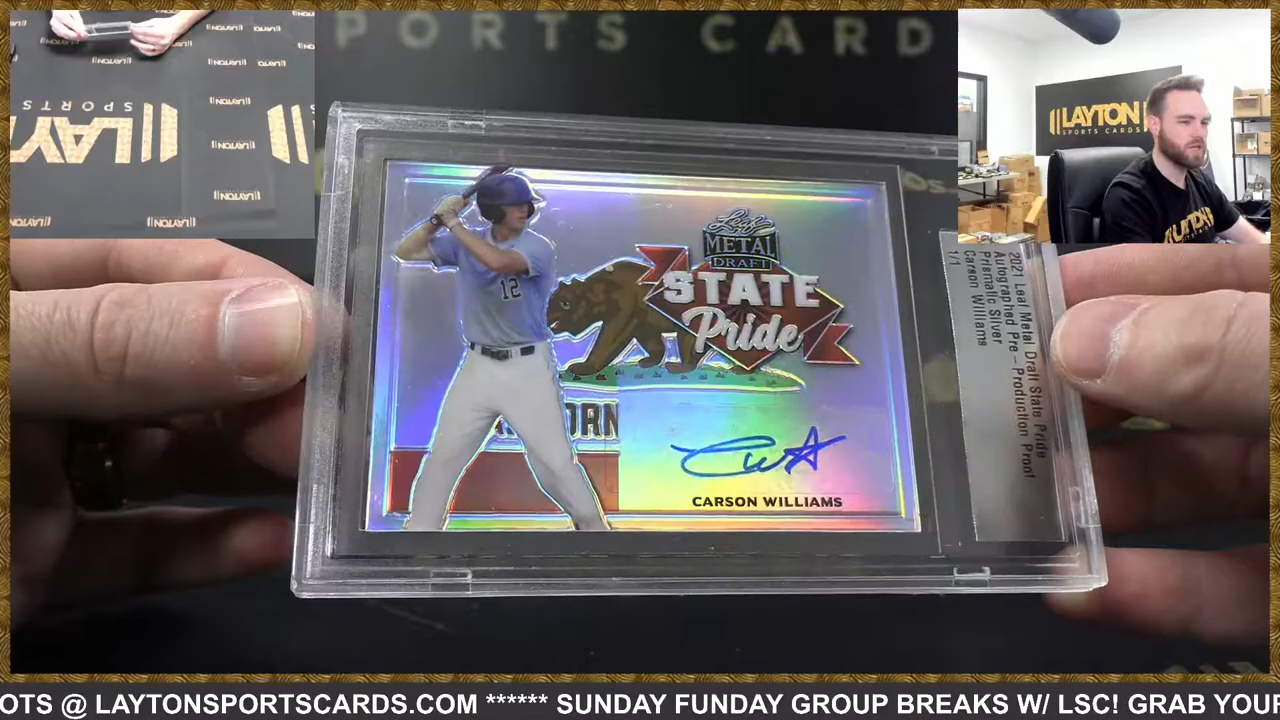 PORTS CARD
LAYTON
SPORTS CARDS
Leaf
METAL
DRAFT
STATE
Pride
12
ORN
CARSON WILLIAMS
2021 Leaf Metal Draft State Pride
Autographed Pre - Production Proof
Prismatic Silver
Carson Williams
1/1
OTS @ LAYTONSPORTSCARDS.COM ****** SUNDAY FUNDAY GROUP BREAKS W/ LSC! GRAB YOUR